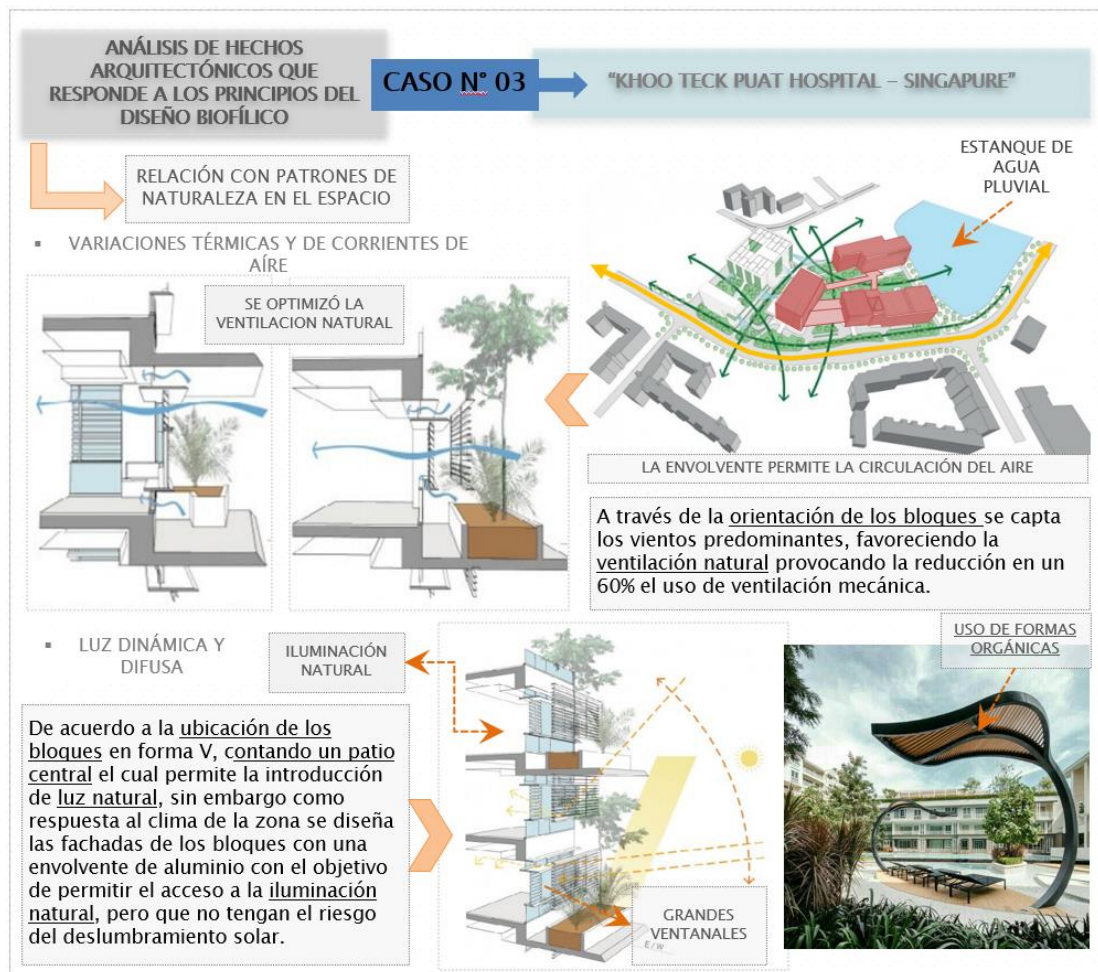 ANÁLISIS DE HECHOS
ARQUITECTÓNICOS QUE
RESPONDE A LOS PRINCIPIOS DEL
DISEÑO BIOFÍLICO
CASO N° 03
“KHOO TECK PUAT HOSPITAL – SINGAPURE”
RELACIÓN CON PATRONES DE
NATURALEZA EN EL ESPACIO
ESTANQUE DE
AGUA
PLUVIAL
▪ VARIACIONES TÉRMICAS Y DE CORRIENTES DE
AÍRE
SE OPTIMIZÓ LA
VENTILACION NATURAL
LA ENVOLVENTE PERMITE LA CIRCULACIÓN DEL AIRE
A través de la orientación de los bloques se capta
los vientos predominantes, favoreciendo la
ventilación natural provocando la reducción en un
60% el uso de ventilación mecánica.
▪ LUZ DINÁMICA Y
DIFUSA
ILUMINACIÓN
NATURAL
USO DE FORMAS
ORGÁNICAS
De acuerdo a la ubicación de los
bloques en forma V, contando un patio
central el cual permite la introducción
de luz natural, sin embargo como
respuesta al clima de la zona se diseña
las fachadas de los bloques con una
envolvente de aluminio con el objetivo
de permitir el acceso a la iluminación
natural, pero que no tengan el riesgo
del deslumbramiento solar.
GRANDES
VENTANALES
E/W